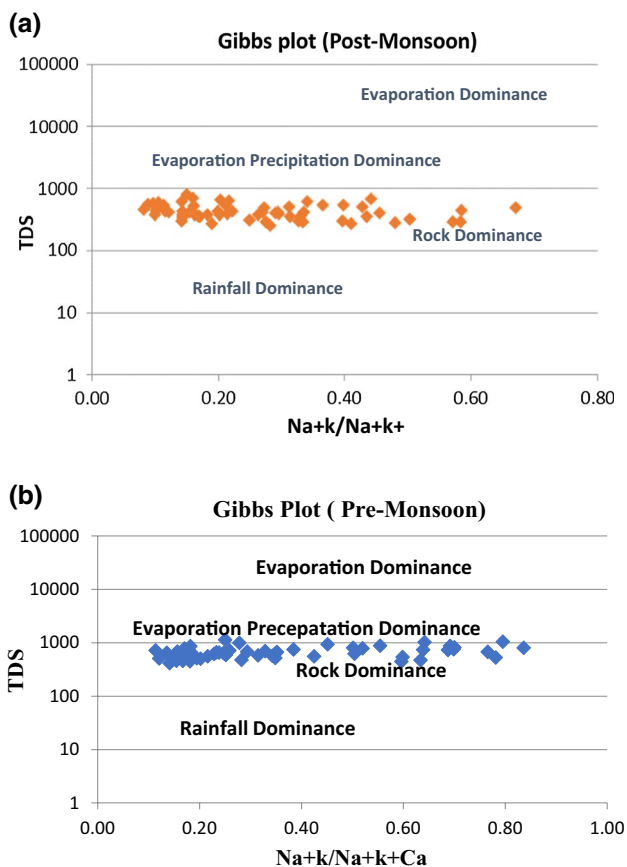 (a)
Gibbs plot (Post-Monsoon)
100000
Evaporation Dominance
10000
Evaporation Precipitation Dominance
1000
TDS
100
Rock Dominance
Rainfall Dominance
10
1
0.00 0.20 0.40 0.60 0.80
Na+k/Na+k+
(b)
Gibbs Plot ( Pre-Monsoon)
100000
Evaporation Dominance
10000
Evaporation Precepatation Dominance
1000
TDS
Rock Dominance
100
Rainfall Dominance
10
1
0.00 0.20 0.40 0.60 0.80 1.00
Na+k/Na+k+Ca